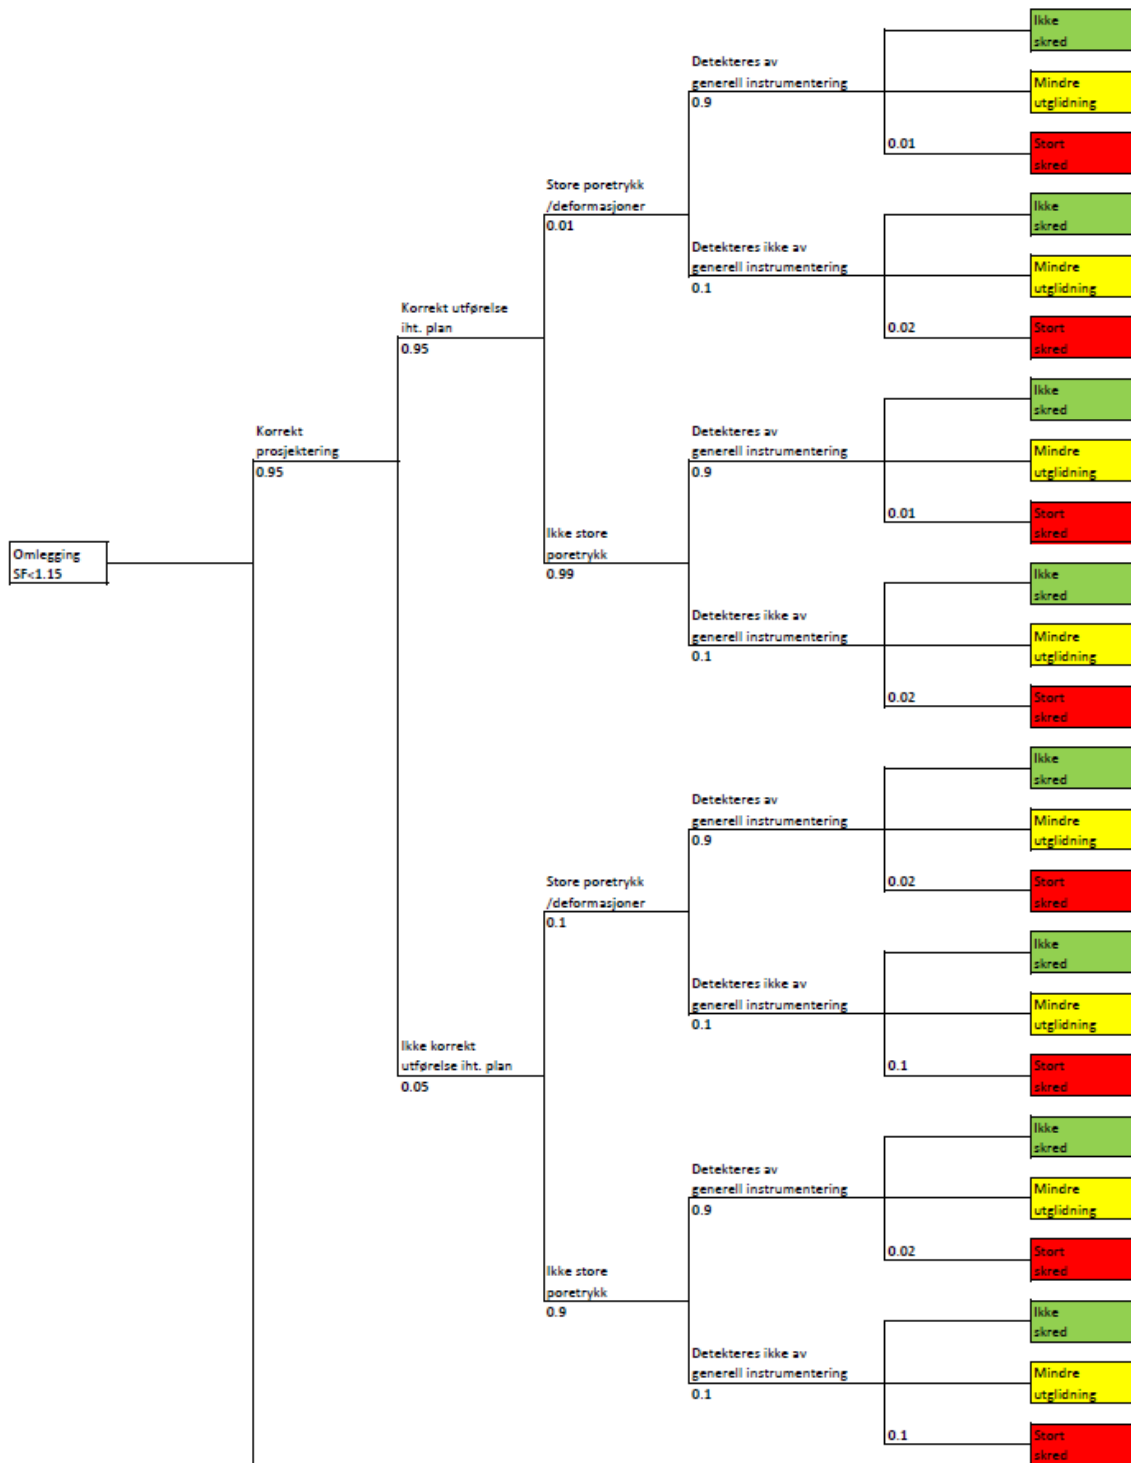 Ikke
skred
Detekteres av
generell instrumentering
0.9
Mindre
utglidning
0.01
Stort
skred
Store poretrykk
/deformasjoner
0.01
Ikke
skred
Detekteres ikke av
generell instrumentering
0.1
Mindre
utglidning
Korrekt utførelse
iht. plan
0.95
0.02
Stort
skred
Ikke
skred
Korrekt
prosjektering
0.95
Detekteres av
generell instrumentering
0.9
Mindre
utglidning
0.01
Stort
skred
Omlegging
SF<1.15
Ikke store
poretrykk
0.99
Ikke
skred
Detekteres ikke av
generell instrumentering
0.1
Mindre
utglidning
0.02
Stort
skred
Ikke
skred
Detekteres av
generell instrumentering
0.9
Mindre
utglidning
0.02
Stort
skred
Store poretrykk
/deformasjoner
0.1
Ikke
skred
Detekteres ikke av
generell instrumentering
0.1
Mindre
utglidning
Ikke korrekt
utførelse iht. plan
0.05
0.1
Stort
skred
Ikke
skred
Detekteres av
generell instrumentering
0.9
Mindre
utglidning
0.02
Stort
skred
Ikke store
poretrykk
0.9
Ikke
skred
Detekteres ikke av
generell instrumentering
0.1
Mindre
utglidning
0.1
Stort
skred